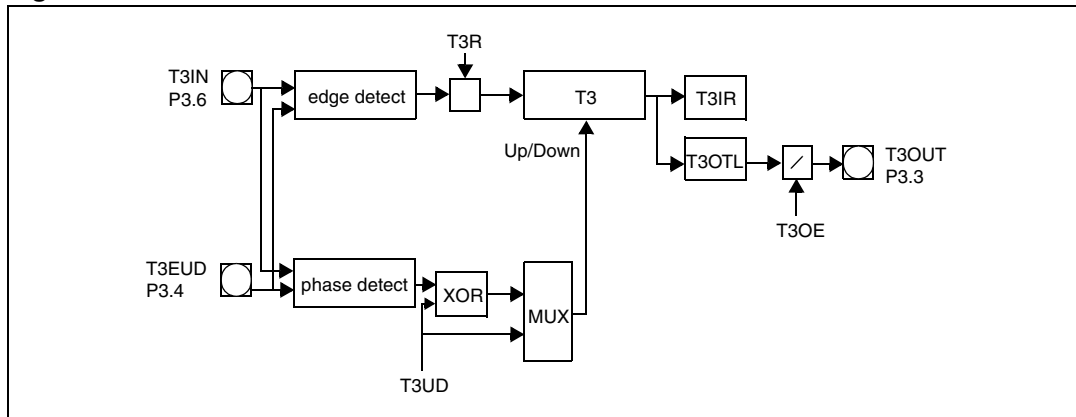 T3R
T3IN
P3.6
edge detect
T3
T3IR
Up/Down
T3OTL
T3OUT
P3.3
T3OE
T3EUD
P3.4
phase detect
XOR
MUX
T3UD